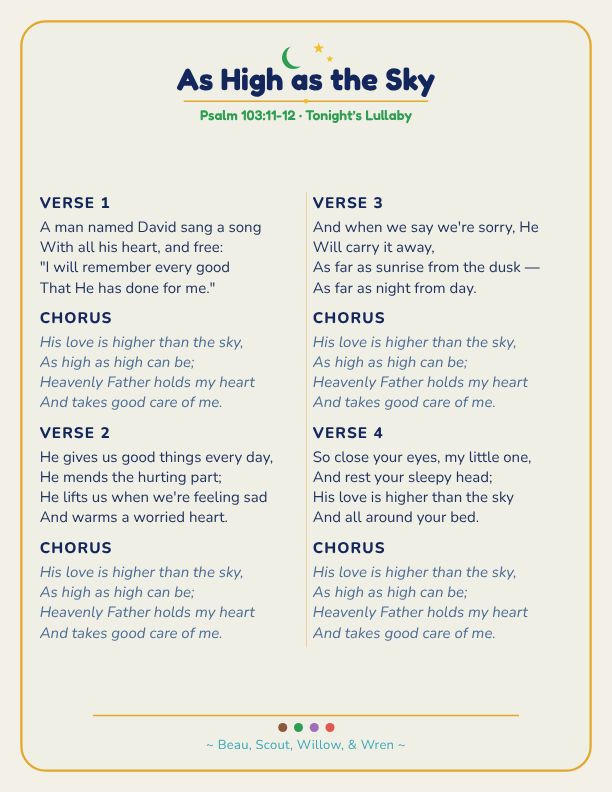 As High as the Sky
Psalm 103:11-12 · Tonight's Lullaby
VERSE 1
A man named David sang a song
With all his heart, and free:
"I will remember every good
That He has done for me."
CHORUS
His love is higher than the sky,
As high as high can be;
Heavenly Father holds my heart
And takes good care of me.
VERSE 2
He gives us good things every day,
He mends the hurting part;
He lifts us when we're feeling sad
And warms a worried heart.
CHORUS
His love is higher than the sky,
As high as high can be;
Heavenly Father holds my heart
And takes good care of me.
VERSE 3
And when we say we're sorry, He
Will carry it away,
As far as sunrise from the dusk —
As far as night from day.
CHORUS
His love is higher than the sky,
As high as high can be;
Heavenly Father holds my heart
And takes good care of me.
VERSE 4
So close your eyes, my little one,
And rest your sleepy head;
His love is higher than the sky
And all around your bed.
CHORUS
His love is higher than the sky,
As high as high can be;
Heavenly Father holds my heart
And takes good care of me.
~ Beau, Scout, Willow, & Wren ~